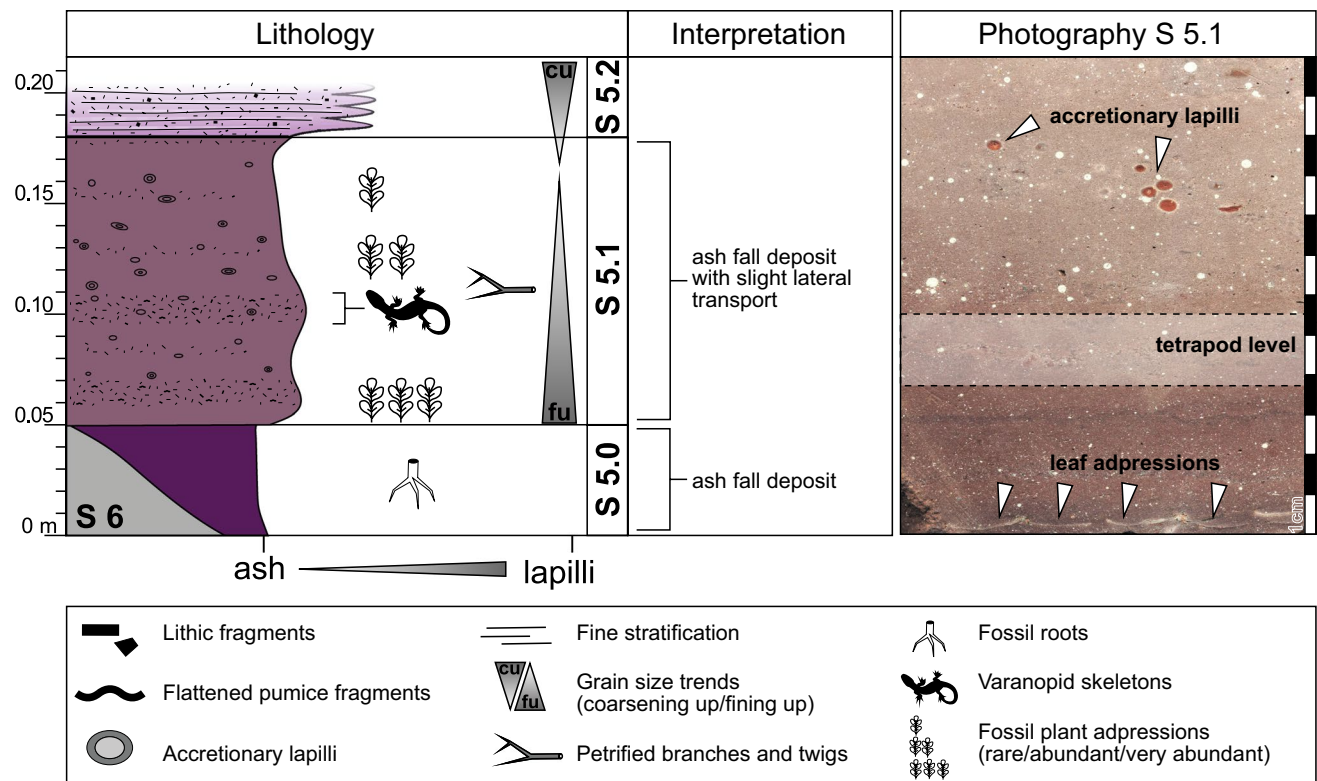 Lithology
Interpretation
Photography S 5.1
0.20
0.15
0.10
0.05
0 m
cu
fu
S 5.2
S 5.1
S 5.0
S 6
ash fall deposit
with slight lateral
transport
ash fall deposit
accretionary lapilli
tetrapod level
leaf adpressions
1cm
ash
lapilli
Lithic fragments
Flattened pumice fragments
Accretionary lapilli
Fine stratification
cu
fu
Grain size trends
(coarsening up/fining up)
Petrified branches and twigs
Fossil roots
Varanopid skeletons
Fossil plant adpressions
(rare/abundant/very abundant)